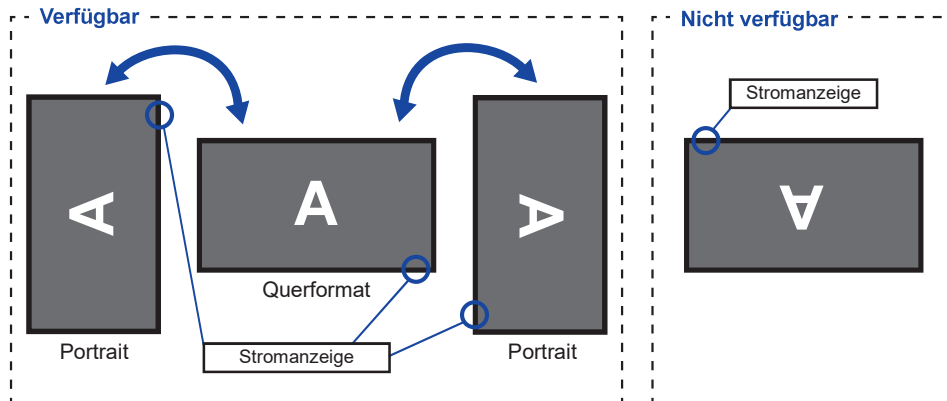 Verfügbar
Nicht verfügbar
Stromanzeige
A
A
A
A
Querformat
Portrait
Stromanzeige
Portrait